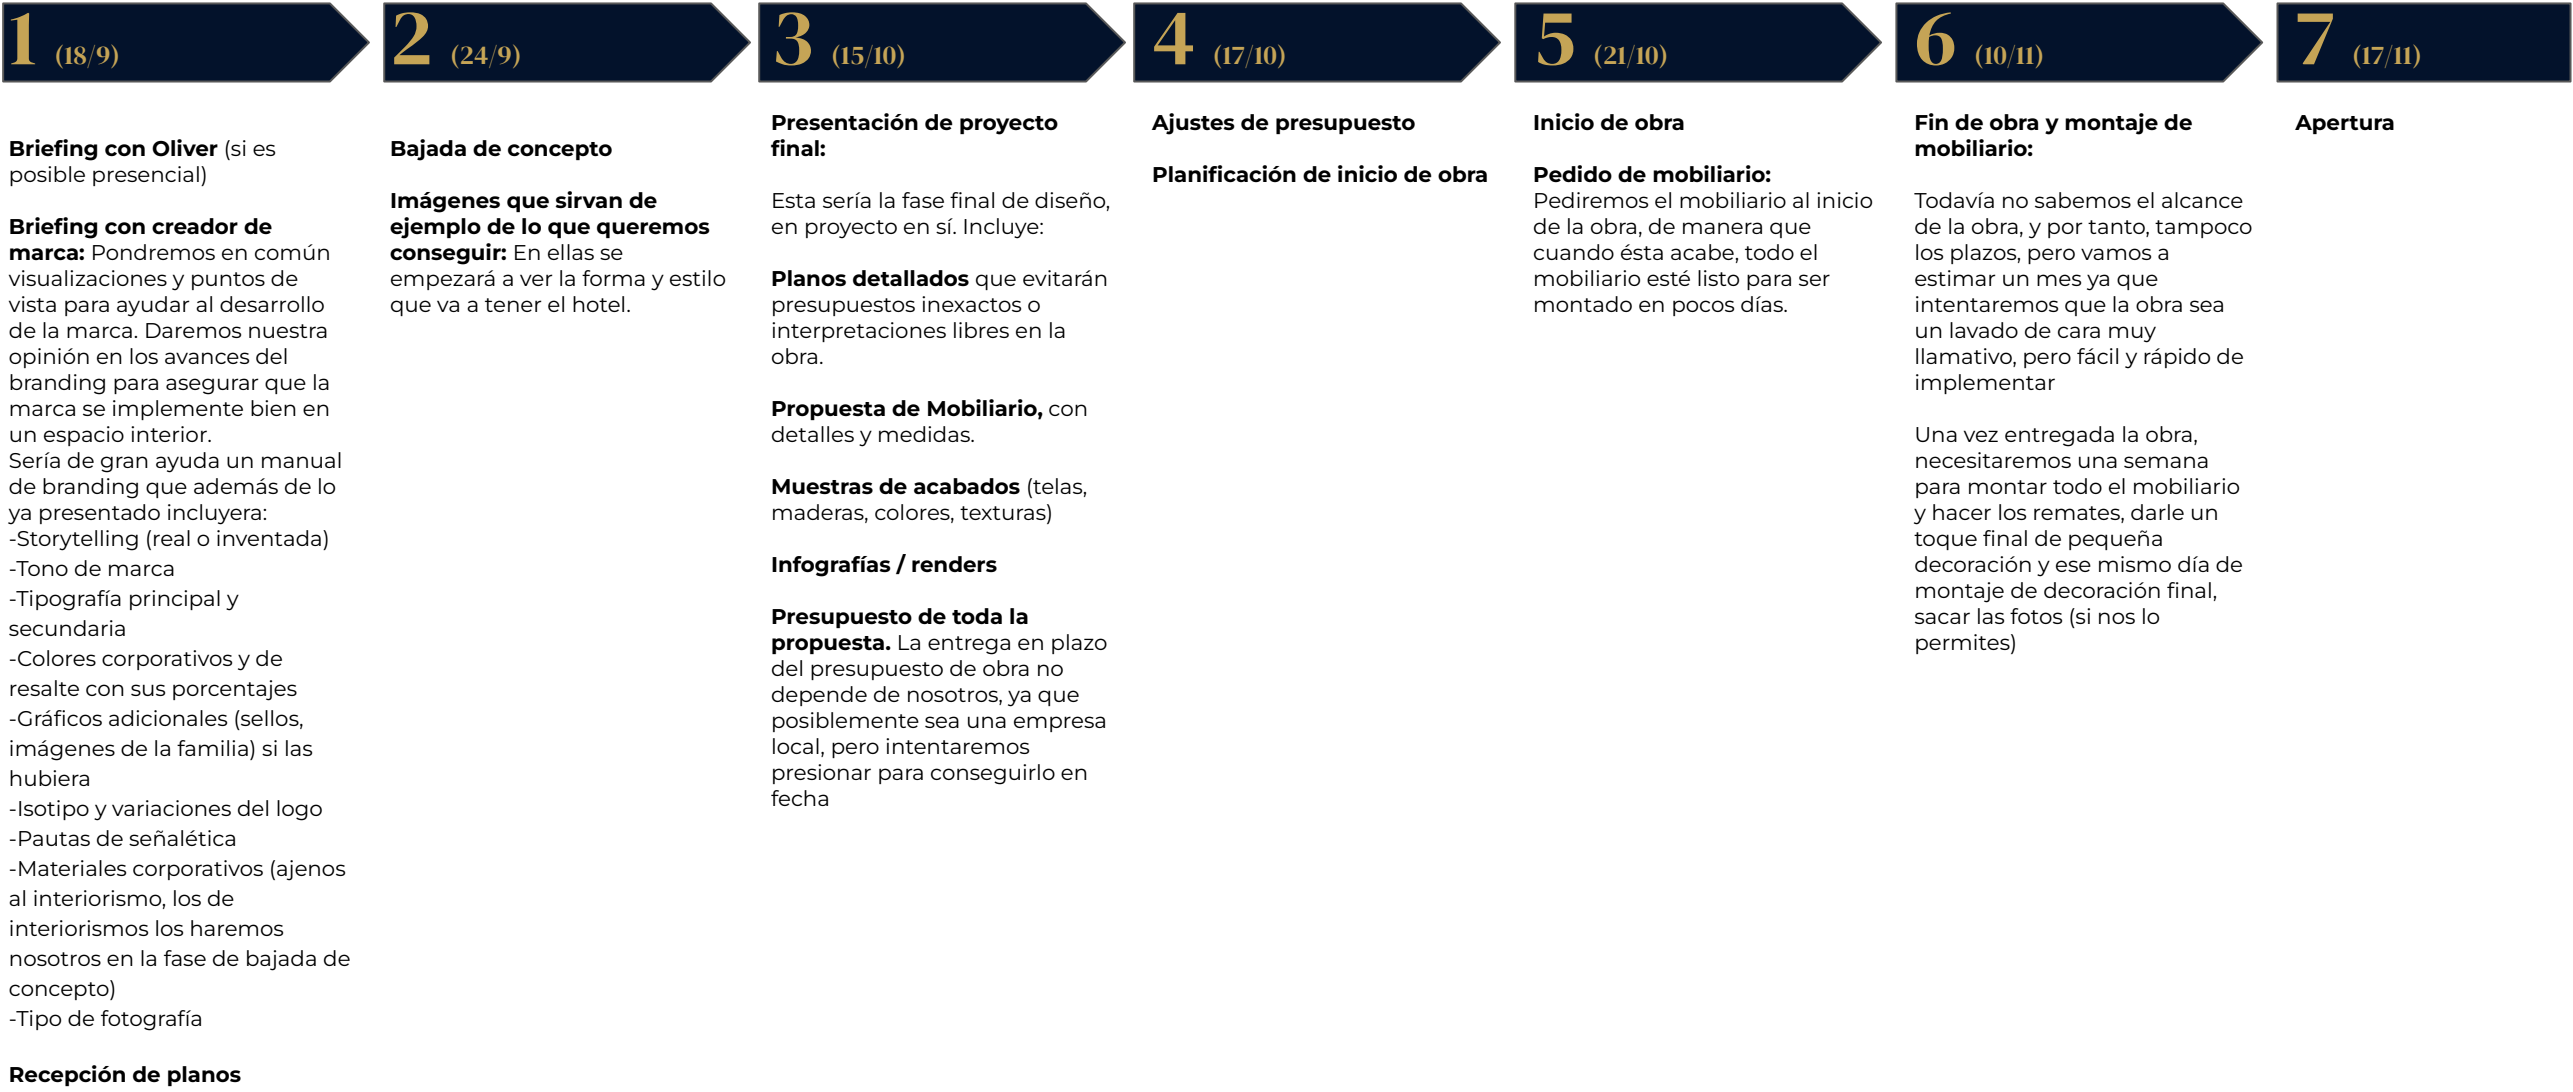 1 (18/9)
Briefing con Oliver (si es
posible presencial)
Briefing con creador de
marca: Pondremos en común
visualizaciones y puntos de
vista para ayudar al desarrollo
de la marca. Daremos nuestra
opinión en los avances del
branding para asegurar que la
marca se implemente bien en
un espacio interior.
Sería de gran ayuda un manual
de branding que además de lo
ya presentado incluyera:
-Storytelling (real o inventada)
-Tono de marca
-Tipografía principal y
secundaria
-Colores corporativos y de
resalte con sus porcentajes
-Gráficos adicionales (sellos,
imágenes de la familia) si las
hubiera
-Isotipo y variaciones del logo
-Pautas de señalética
-Materiales corporativos (ajenos
al interiorismo, los de
interiorismos los haremos
nosotros en la fase de bajada de
concepto)
-Tipo de fotografía
Recepción de planos
2 (24/9)
Bajada de concepto
Imágenes que sirvan de
ejemplo de lo que queremos
conseguir: En ellas se
empezará a ver la forma y estilo
que va a tener el hotel.
3 (15/10)
Presentación de proyecto
final:
Esta sería la fase final de diseño,
en proyecto en sí. Incluye:
Planos detallados que evitarán
presupuestos inexactos o
interpretaciones libres en la
obra.
Propuesta de Mobiliario, con
detalles y medidas.
Muestras de acabados (telas,
maderas, colores, texturas)
Infografías / renders
Presupuesto de toda la
propuesta. La entrega en plazo
del presupuesto de obra no
depende de nosotros, ya que
posiblemente sea una empresa
local, pero intentaremos
presionar para conseguirlo en
fecha
4 (17/10)
Ajustes de presupuesto
Planificación de inicio de obra
5 (21/10)
Inicio de obra
Pedido de mobiliario:
Pediremos el mobiliario al inicio
de la obra, de manera que
cuando ésta acabe, todo el
mobiliario esté listo para ser
montado en pocos días.
6 (10/11)
Fin de obra y montaje de
mobiliario:
Todavía no sabemos el alcance
de la obra, y por tanto, tampoco
los plazos, pero vamos a
estimar un mes ya que
intentaremos que la obra sea
un lavado de cara muy
llamativo, pero fácil y rápido de
implementar
Una vez entregada la obra,
necesitaremos una semana
para montar todo el mobiliario
y hacer los remates, darle un
toque final de pequeña
decoración y ese mismo día de
montaje de decoración final,
sacar las fotos (si nos lo
permites)
7 (17/11)
Apertura